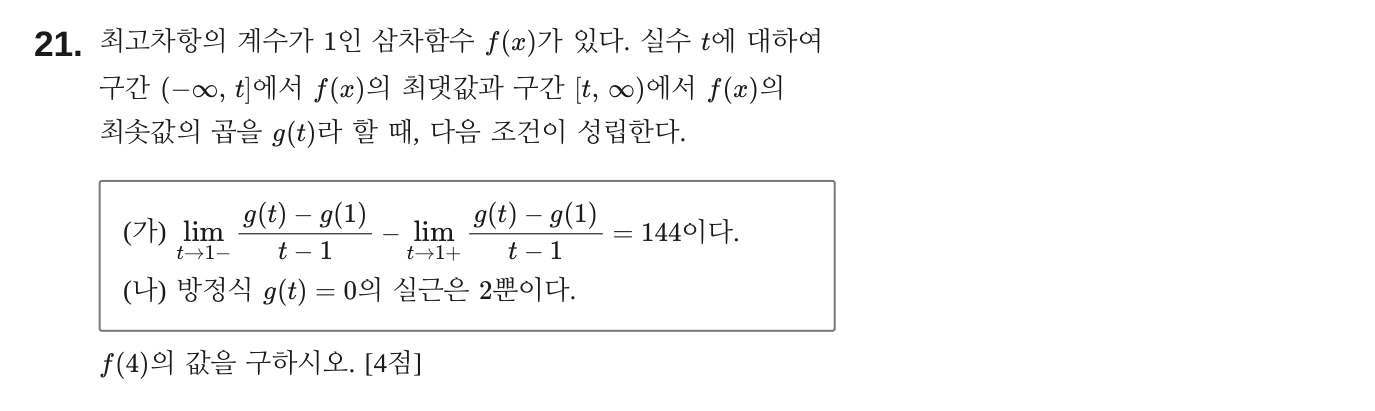 21. 최고차항의 계수가 1인 삼차함수 f(x)가 있다. 실수 t에 대하여
구간 (−∞, t]에서 f(x)의 최댓값과 구간 [t, ∞)에서 f(x)의
최솟값의 곱을 g(t)라 할 때, 다음 조건이 성립한다.
(가) lim_{t→1−} (g(t) − g(1))/(t − 1) − lim_{t→1+} (g(t) − g(1))/(t − 1) = 144이다.
(나) 방정식 g(t) = 0의 실근은 2뿐이다.
f(4)의 값을 구하시오. [4점]